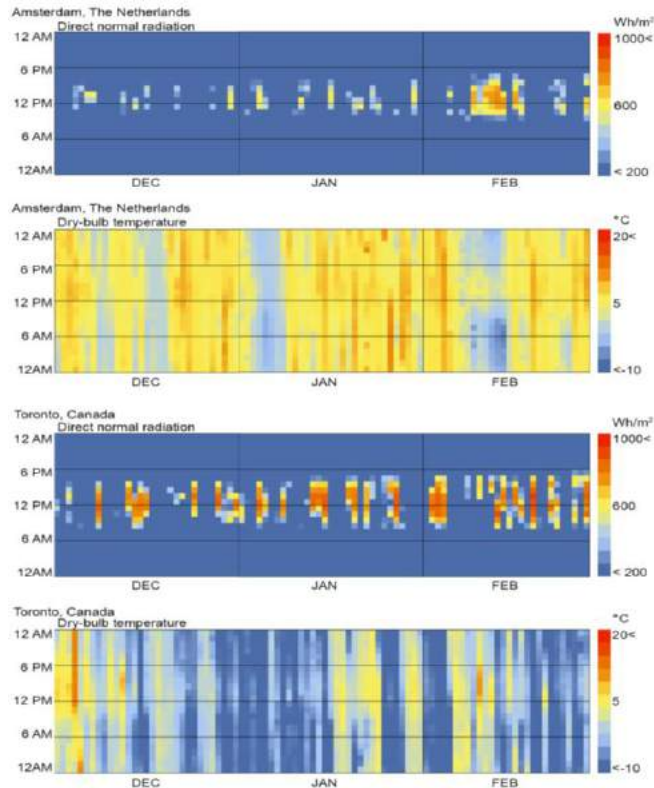 Amsterdam, The Netherlands
Direct normal radiation
Wh/m²
12 AM
6 PM
12 PM
6 AM
12AM
1000<
600
< 200
DEC JAN FEB
Amsterdam, The Netherlands
Dry-bulb temperature
°C
12 AM
6 PM
12 PM
6 AM
12AM
20<
5
<-10
DEC JAN FEB
Toronto, Canada
Direct normal radiation
Wh/m²
12 AM
6 PM
12 PM
6 AM
12AM
1000<
600
< 200
DEC JAN FEB
Toronto, Canada
Dry-bulb temperature
°C
12 AM
6 PM
12 PM
6 AM
12AM
20<
5
<-10
DEC JAN FEB